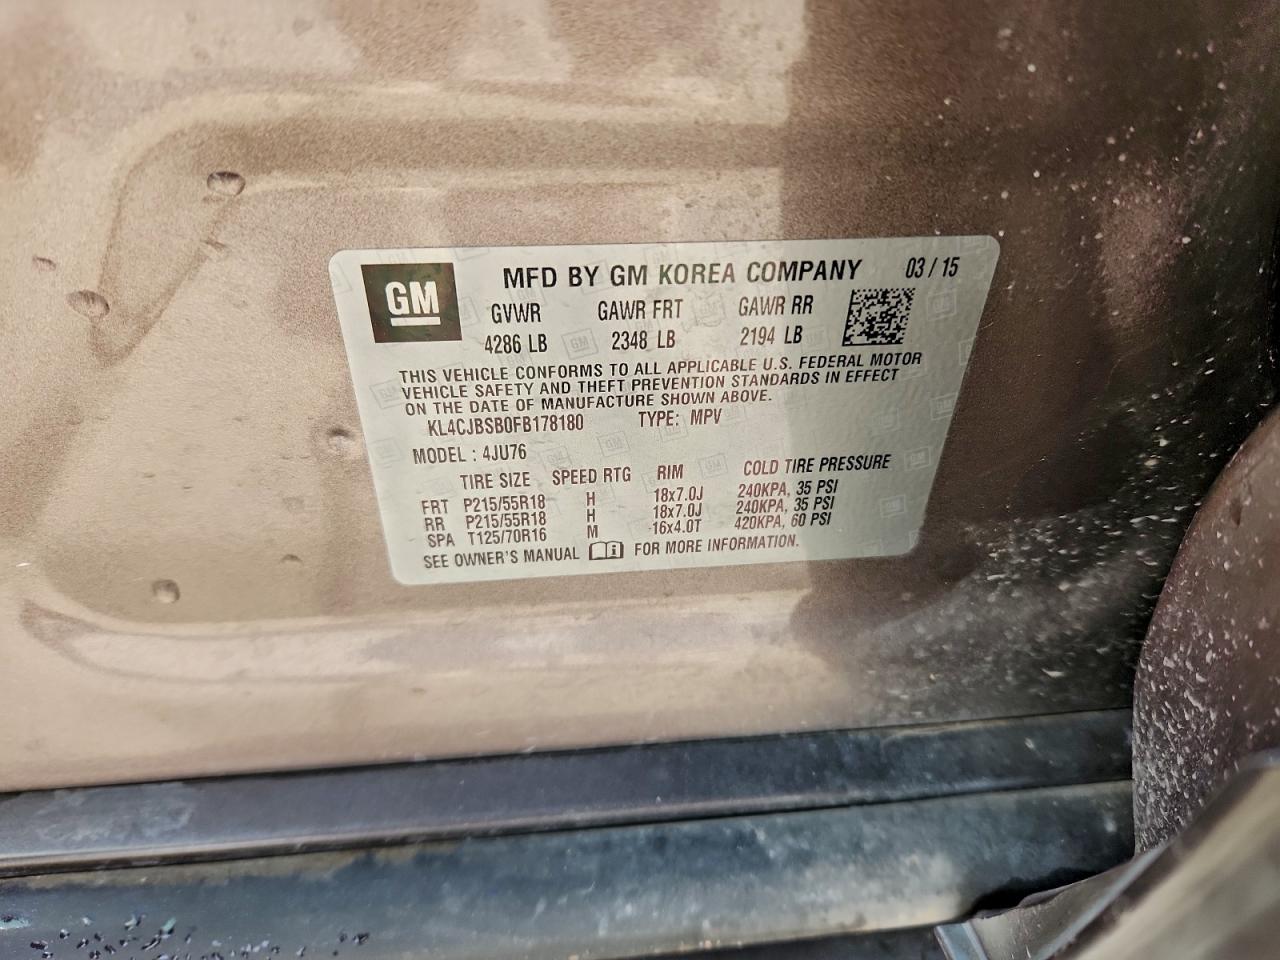 GM
MFD BY GM KOREA COMPANY 03 / 15
GVWR GAWR FRT GAWR RR
4286 LB 2348 LB 2194 LB
THIS VEHICLE CONFORMS TO ALL APPLICABLE U.S. FEDERAL MOTOR
VEHICLE SAFETY AND THEFT PREVENTION STANDARDS IN EFFECT
ON THE DATE OF MANUFACTURE SHOWN ABOVE.
KL4CJBSB0FB178180 TYPE: MPV
MODEL : 4JU76
TIRE SIZE SPEED RTG RIM COLD TIRE PRESSURE
FRT P215/55R18 H 18x7.0J 240KPA, 35 PSI
RR P215/55R18 H 18x7.0J 240KPA, 35 PSI
SPA T125/70R16 M 16x4.0T 420KPA, 60 PSI
SEE OWNER'S MANUAL FOR MORE INFORMATION.